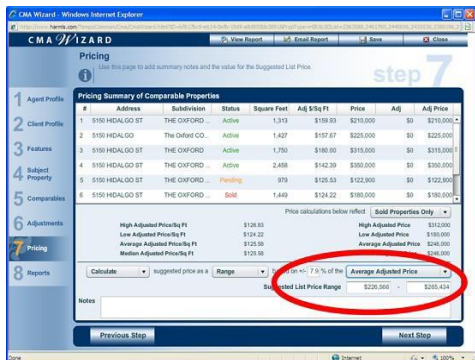 CMA Wizard - Windows Internet Explorer
CMA WIZARD
View Report Email Report Save Close
Pricing
Use this page to add summary notes and the value for the Suggested List Price.
step 7
1 Agent Profile
2 Client Profile
3 Features
4 Subject Property
5 Comparables
6 Adjustments
7 Pricing
8 Reports
Pricing Summary of Comparable Properties
# Address Subdivision Status Square Feet Adj $/Sq Ft Price Adj Adj Price
1 5150 HIDALGO ST THE OXFORD ... Active 1,313 $159.93 $210,000 $0 $210,000
2 5150 HIDALGO The Oxford CO... Active 1,427 $157.67 $225,000 $0 $225,000
3 5150 HIDALGO ST THE OXFORD Active 1,750 $180.00 $315,000 $0 $315,000
4 5150 HIDALGO ST THE OXFORD ... Active 2,458 $142.39 $350,000 $0 $350,000
5 5150 HIDALGO ST THE OXFORD ... Pending 979 $125.53 $122,900 $0 $122,900
6 5150 HIDALGO ST THE OXFORD ... Sold 1,449 $124.22 $180,000 $0 $180,000
Price calculations below reflect Sold Properties Only
High Adjusted Price/Sq Ft $126.93 High Adjusted Price $312,000
Low Adjusted Price/Sq Ft $124.22 Low Adjusted Price $180,000
Average Adjusted Price/Sq Ft $125.58 Average Adjusted Price $246,000
Median Adjusted Price/Sq Ft $125.58 Price $246,000
Calculate suggested price as a Range based on +/- 7.9 % of the Average Adjusted Price
Suggested List Price Range $226,566 - $265,434
Notes
Previous Step Next Step
Done Internet 100%